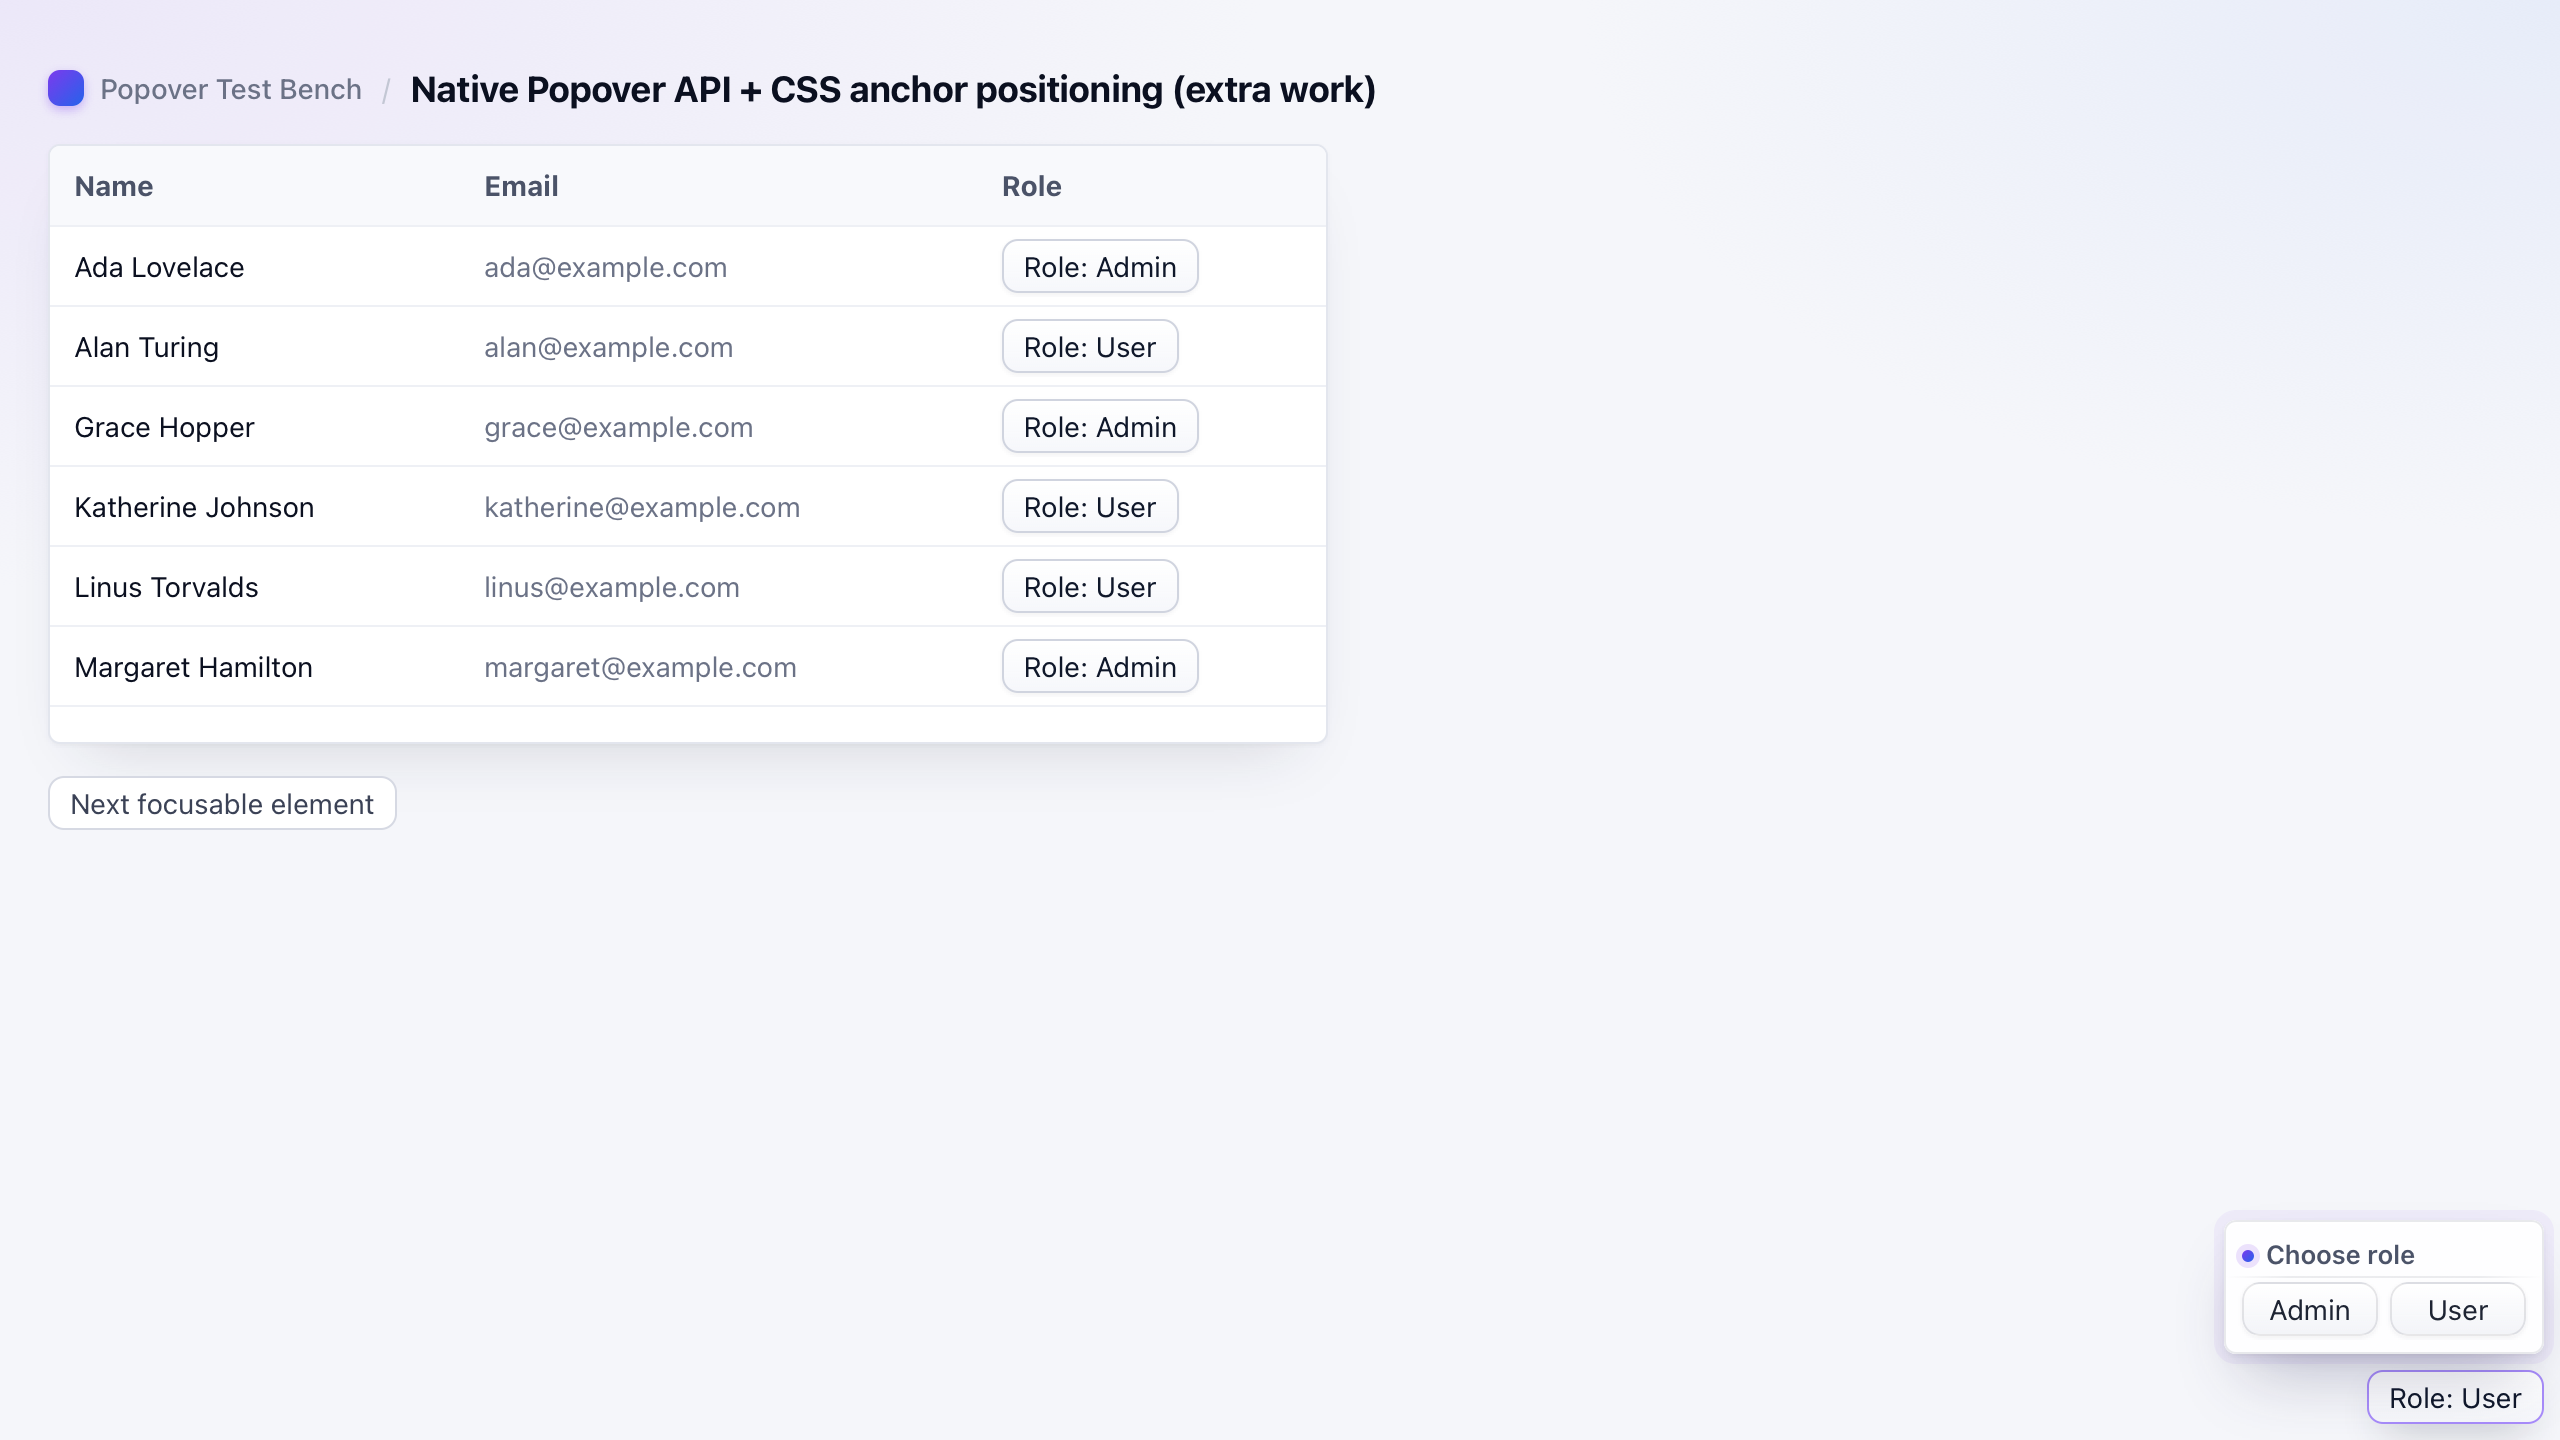 Popover Test Bench / Native Popover API + CSS anchor positioning (extra work)
Name Email Role
Ada Lovelace ada@example.com Role: Admin
Alan Turing alan@example.com Role: User
Grace Hopper grace@example.com Role: Admin
Katherine Johnson katherine@example.com Role: User
Linus Torvalds linus@example.com Role: User
Margaret Hamilton margaret@example.com Role: Admin
Next focusable element
Choose role
Admin User
Role: User